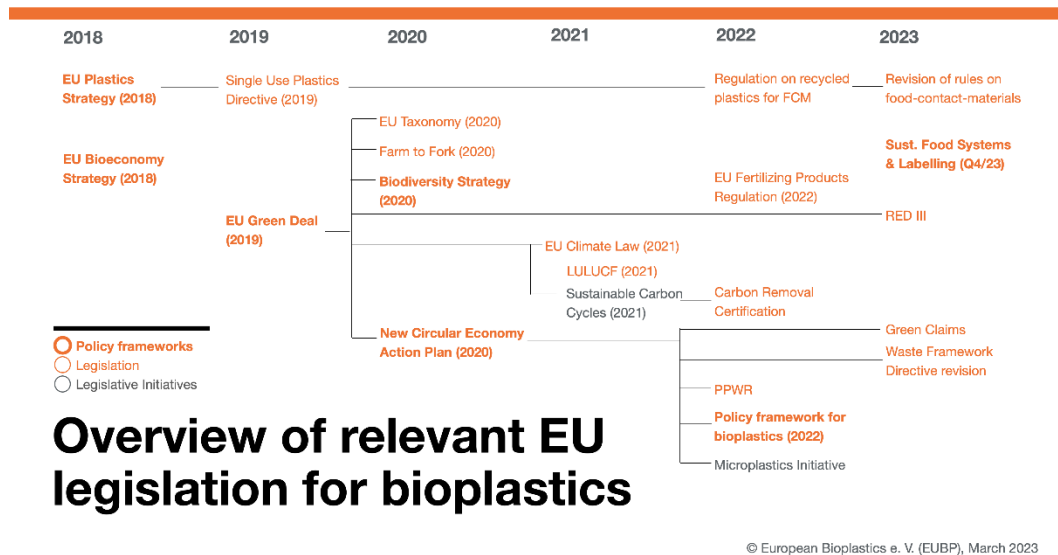 2018 2019 2020 2021 2022 2023
EU Plastics
Strategy (2018)
Single Use Plastics
Directive (2019)
Regulation on recycled
plastics for FCM
Revision of rules on
food-contact-materials
EU Taxonomy (2020)
EU Bioeconomy
Strategy (2018)
Farm to Fork (2020)
Sust. Food Systems
& Labelling (Q4/23)
Biodiversity Strategy
(2020)
EU Fertilizing Products
Regulation (2022)
EU Green Deal
(2019)
RED III
EU Climate Law (2021)
LULUCF (2021)
Sustainable Carbon
Cycles (2021)
Carbon Removal
Certification
New Circular Economy
Action Plan (2020)
Green Claims
Waste Framework
Directive revision
PPWR
Policy framework for
bioplastics (2022)
Microplastics Initiative
Policy frameworks
Legislation
Legislative Initiatives
Overview of relevant EU
legislation for bioplastics
© European Bioplastics e. V. (EUBP), March 2023